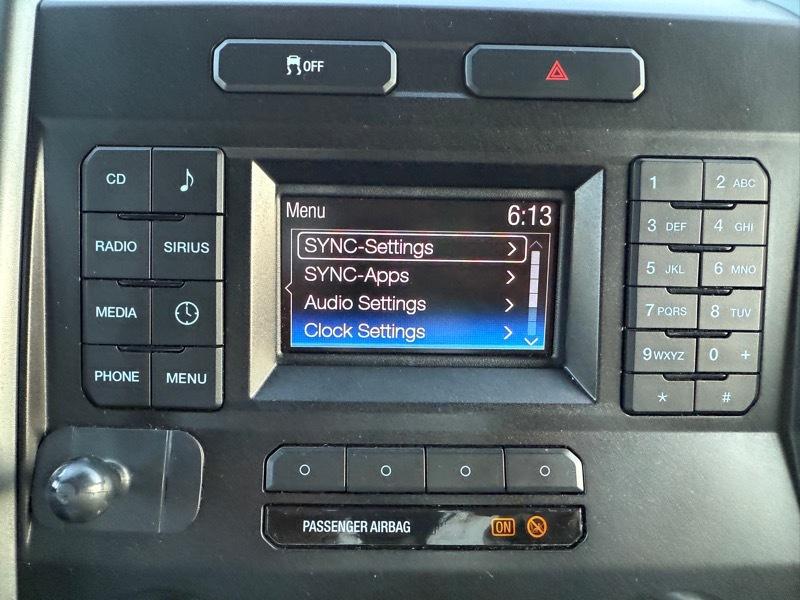 OFF
CD
RADIO SIRIUS
MEDIA
PHONE MENU
Menu 6:13
SYNC-Settings
SYNC-Apps
Audio Settings
Clock Settings
1 2 ABC
3 DEF 4 GHI
5 JKL 6 MNO
7 PQRS 8 TUV
9 WXYZ 0 +
* #
PASSENGER AIRBAG ON